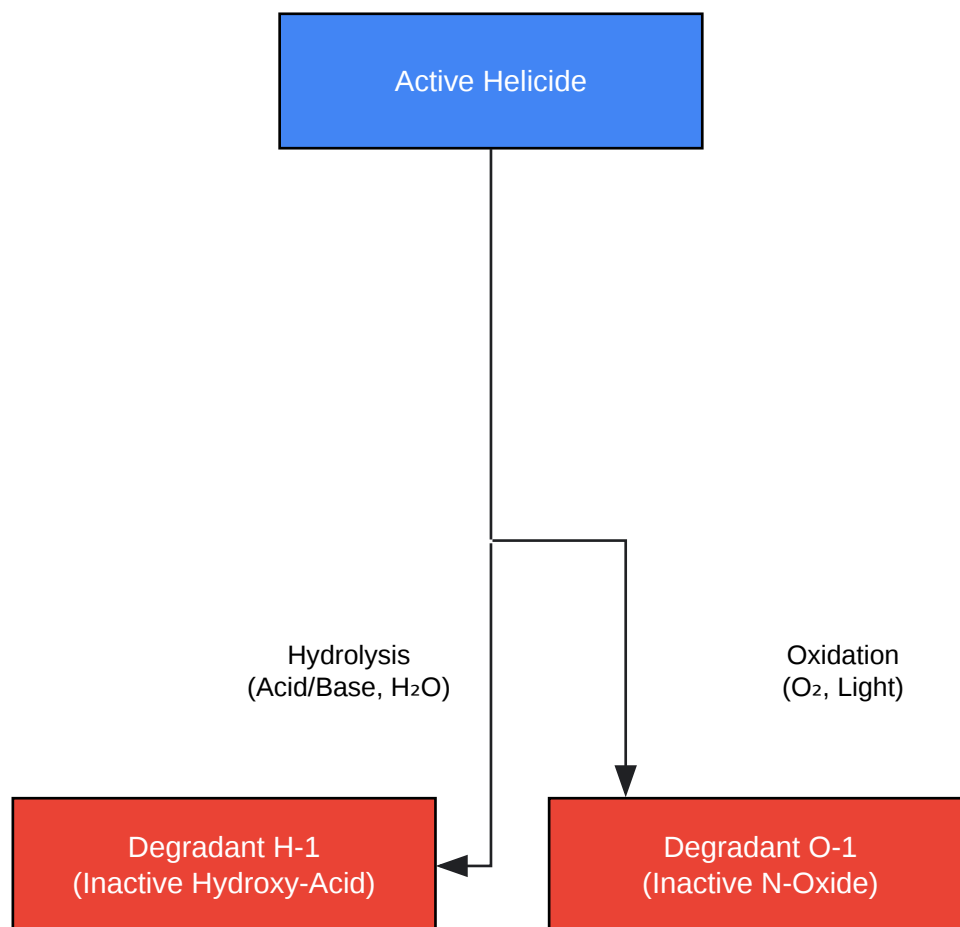 Active Helicide
Hydrolysis
(Acid/Base, H₂O)
Oxidation
(O₂, Light)
Degradant H-1
(Inactive Hydroxy-Acid)
Degradant O-1
(Inactive N-Oxide)